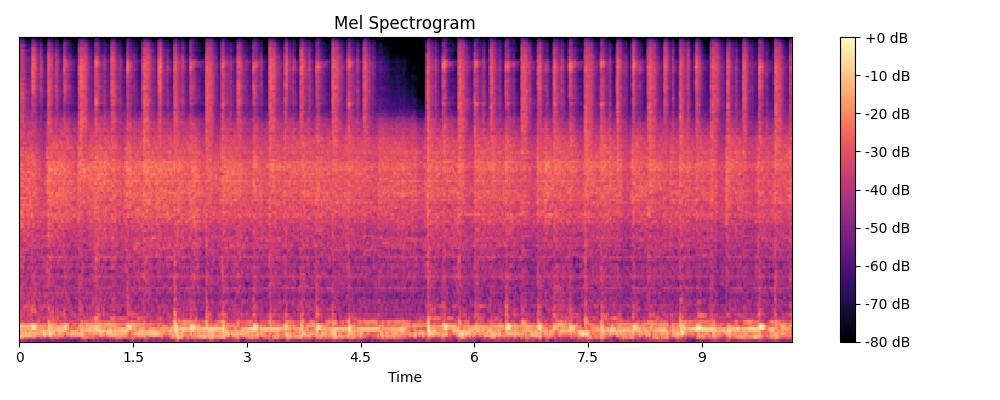 Mel Spectrogram
+0 dB
-10 dB
-20 dB
-30 dB
-40 dB
-50 dB
-60 dB
-70 dB
-80 dB
0 1.5 3 4.5 6 7.5 9
Time